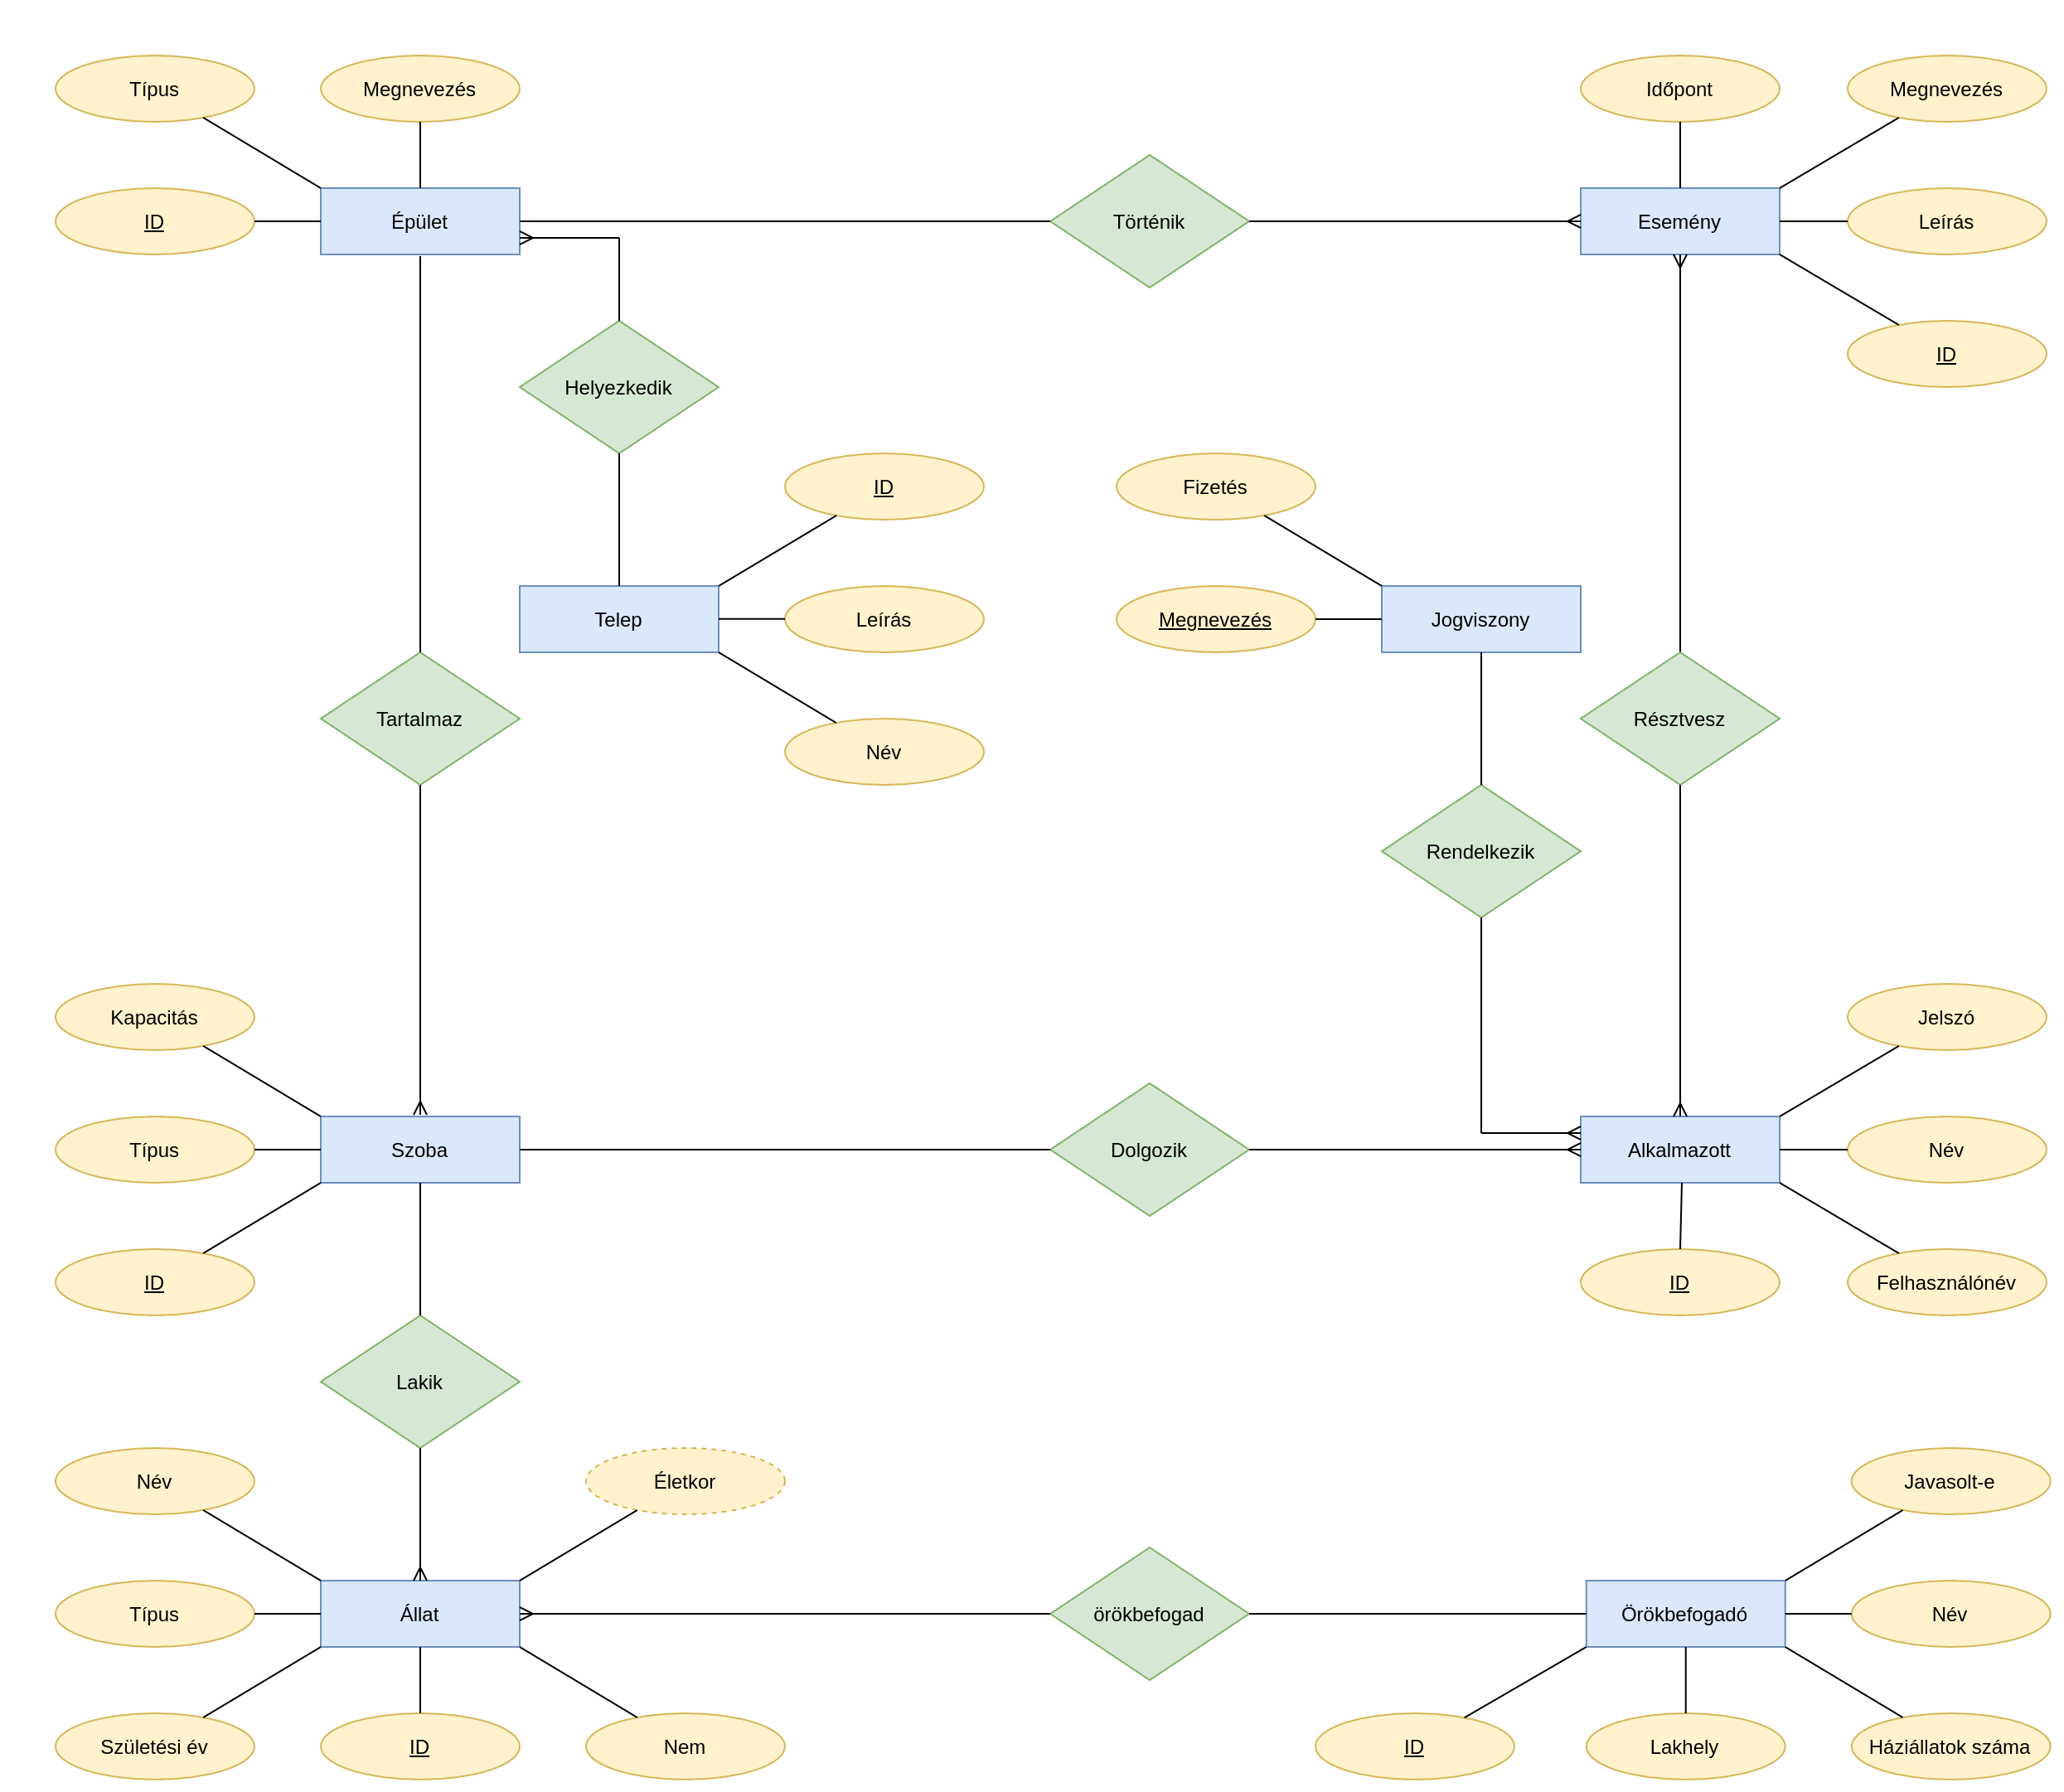 Típus
Megnevezés
Időpont
Megnevezés
ID
Épület
Történik
Esemény
Leírás
Helyezkedik
ID
ID
Fizetés
Telep
Leírás
Megnevezés
Jogviszony
Tartalmaz
Név
Résztvesz
Rendelkezik
Kapacitás
Jelszó
Típus
Szoba
Dolgozik
Alkalmazott
Név
ID
ID
Felhasználónév
Lakik
Név
Életkor
Javasolt-e
Típus
Állat
örökbefogad
Örökbefogadó
Név
Születési év
ID
Nem
ID
Lakhely
Háziállatok száma